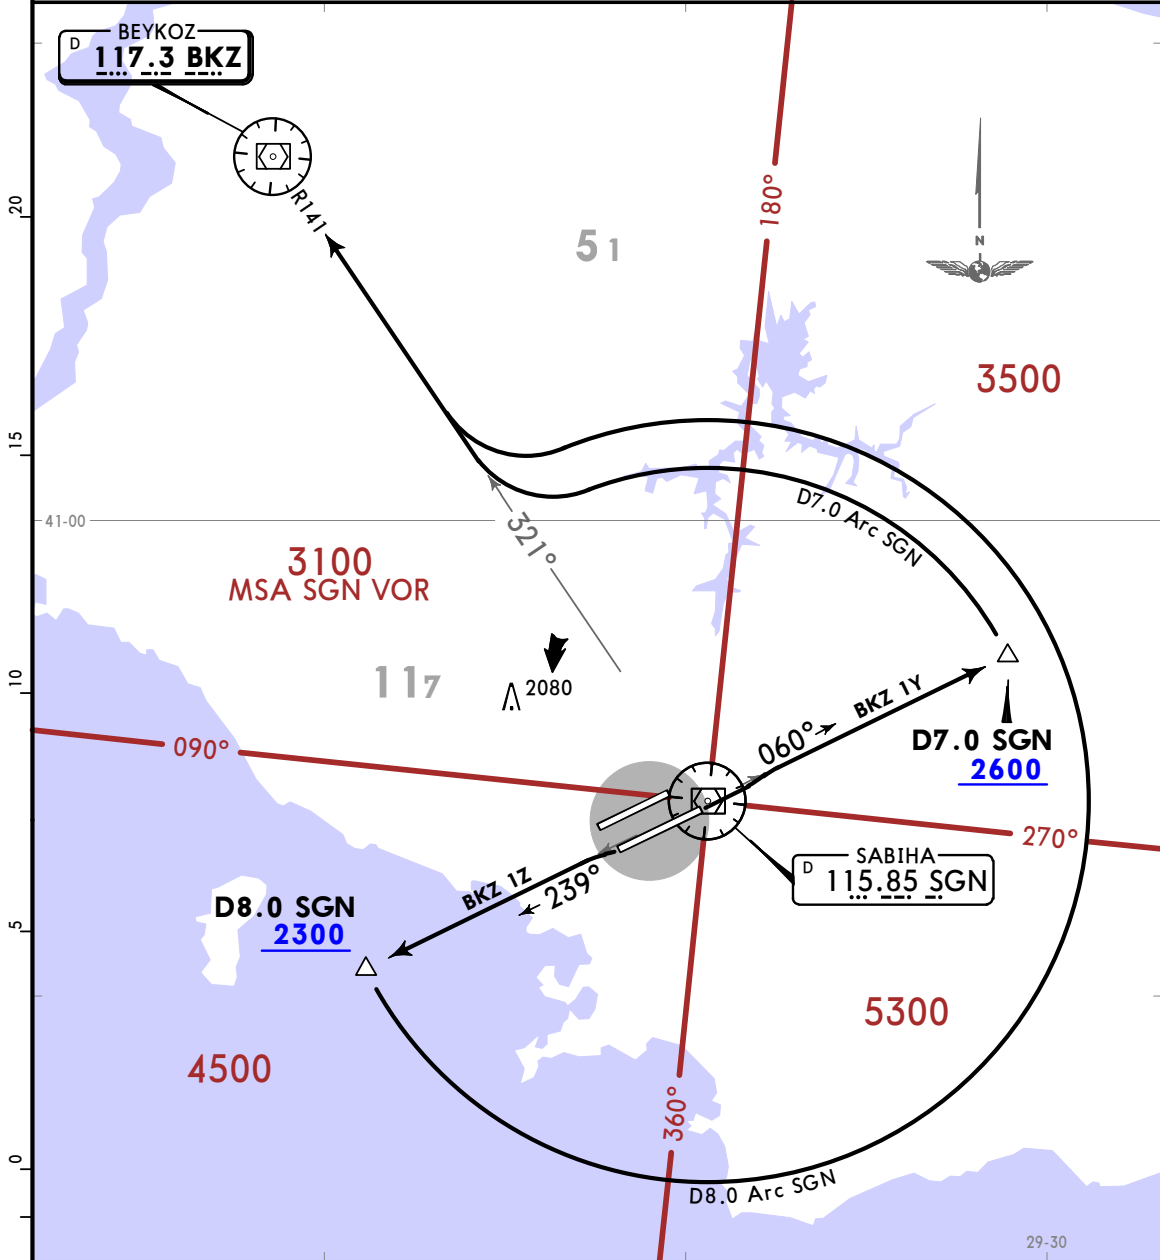 BEYKOZ
D 117.3 BKZ
R141
180°
20
51
N
3500
15
D7.0 Arc SGN
41-00
321°
3100
MSA SGN VOR
10
117
2080
BKZ 1Y
060°
D7.0 SGN
2600
090°
270°
SABIHA
D 115.85 SGN
BKZ 1Z
239°
D8.0 SGN
2300
5
5300
4500
360°
0
D8.0 Arc SGN
29-30